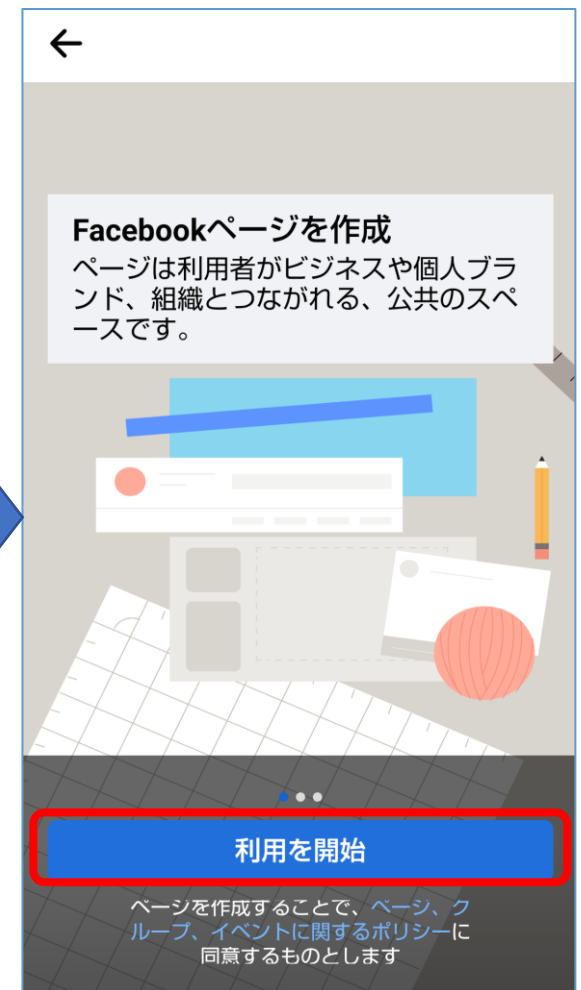 Facebookページを作成
ページは利用者がビジネスや個人ブラ
ンド、組織とつながれる、公共のスペ
ースです。
利用を開始
ページを作成することで、ページ、グ
ループ、イベントに関するポリシーに
同意するものとします